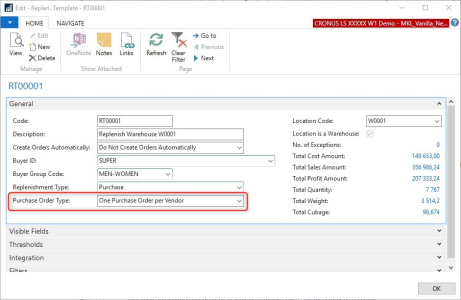 Edit - Replen. Template - RT00001
HOME NAVIGATE
CRONUS LS XXXXX W1 Demo - MKI_Vanilla_Ne...
View
Edit
New
Delete
Manage
OneNote
Notes
Links
Show Attached
Refresh
Clear Filter
Go to
Previous
Next
Page
RT00001
General
Code: RT00001
Description: Replenish Warehouse W0001
Create Orders Automatically: Do Not Create Orders Automatically
Buyer ID: SUPER
Buyer Group Code: MEN-WOMEN
Replenishment Type: Purchase
Purchase Order Type: One Purchase Order per Vendor
Location Code: W0001
Location is a Warehouse:
No. of Exceptions: 0
Total Cost Amount: 149 653,00
Total Sales Amount: 356 986,24
Total Profit Amount: 207 333,24
Total Quantity: 7 767
Total Weight: 3 514,2
Total Cubage: 96,674
Visible Fields
Thresholds
Integration
Filters
OK